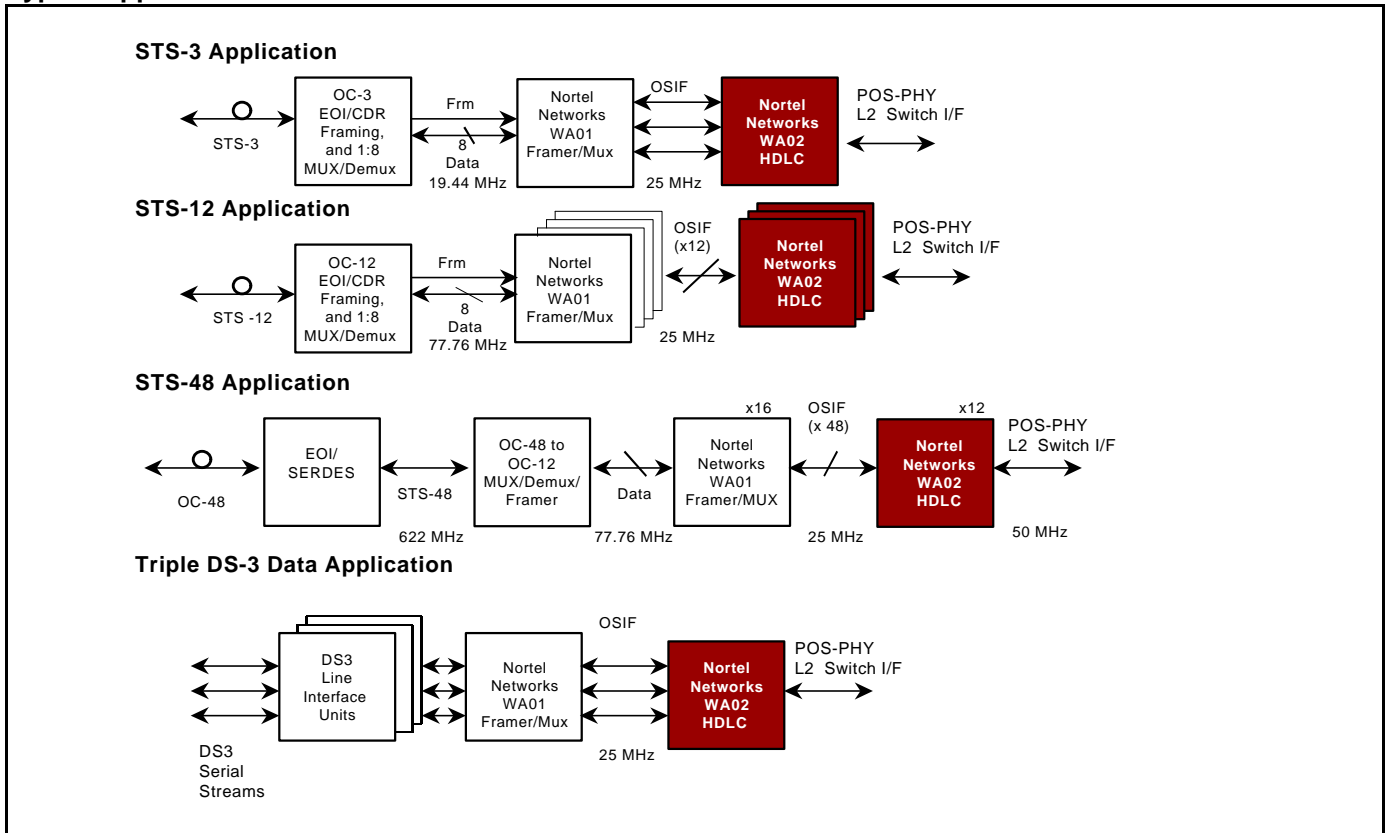 STS-3 Application
STS-3
OC-3
EOI/CDR
Framing,
and 1:8
MUX/Demux
Frm
8
Data
19.44 MHz
Nortel
Networks
WA01
Framer/Mux
OSIF
25 MHz
Nortel
Networks
WA02
HDLC
POS-PHY
L2 Switch I/F
STS-12 Application
STS -12
OC-12
EOI/CDR
Framing,
and 1:8
MUX/Demux
Frm
8
Data
77.76 MHz
Nortel
Networks
WA01
Framer/Mux
OSIF
(x12)
25 MHz
Nortel
Networks
WA02
HDLC
POS-PHY
L2 Switch I/F
STS-48 Application
OC-48
EOI/
SERDES
STS-48
622 MHz
OC-48 to
OC-12
MUX/Demux/
Framer
Data
77.76 MHz
x16
Nortel
Networks
WA01
Framer/MUX
OSIF
(x 48)
25 MHz
x12
Nortel
Networks
WA02
HDLC
POS-PHY
L2 Switch I/F
50 MHz
Triple DS-3 Data Application
DS3
Serial
Streams
DS3
Line
Interface
Units
Nortel
Networks
WA01
Framer/Mux
OSIF
25 MHz
Nortel
Networks
WA02
HDLC
POS-PHY
L2 Switch I/F